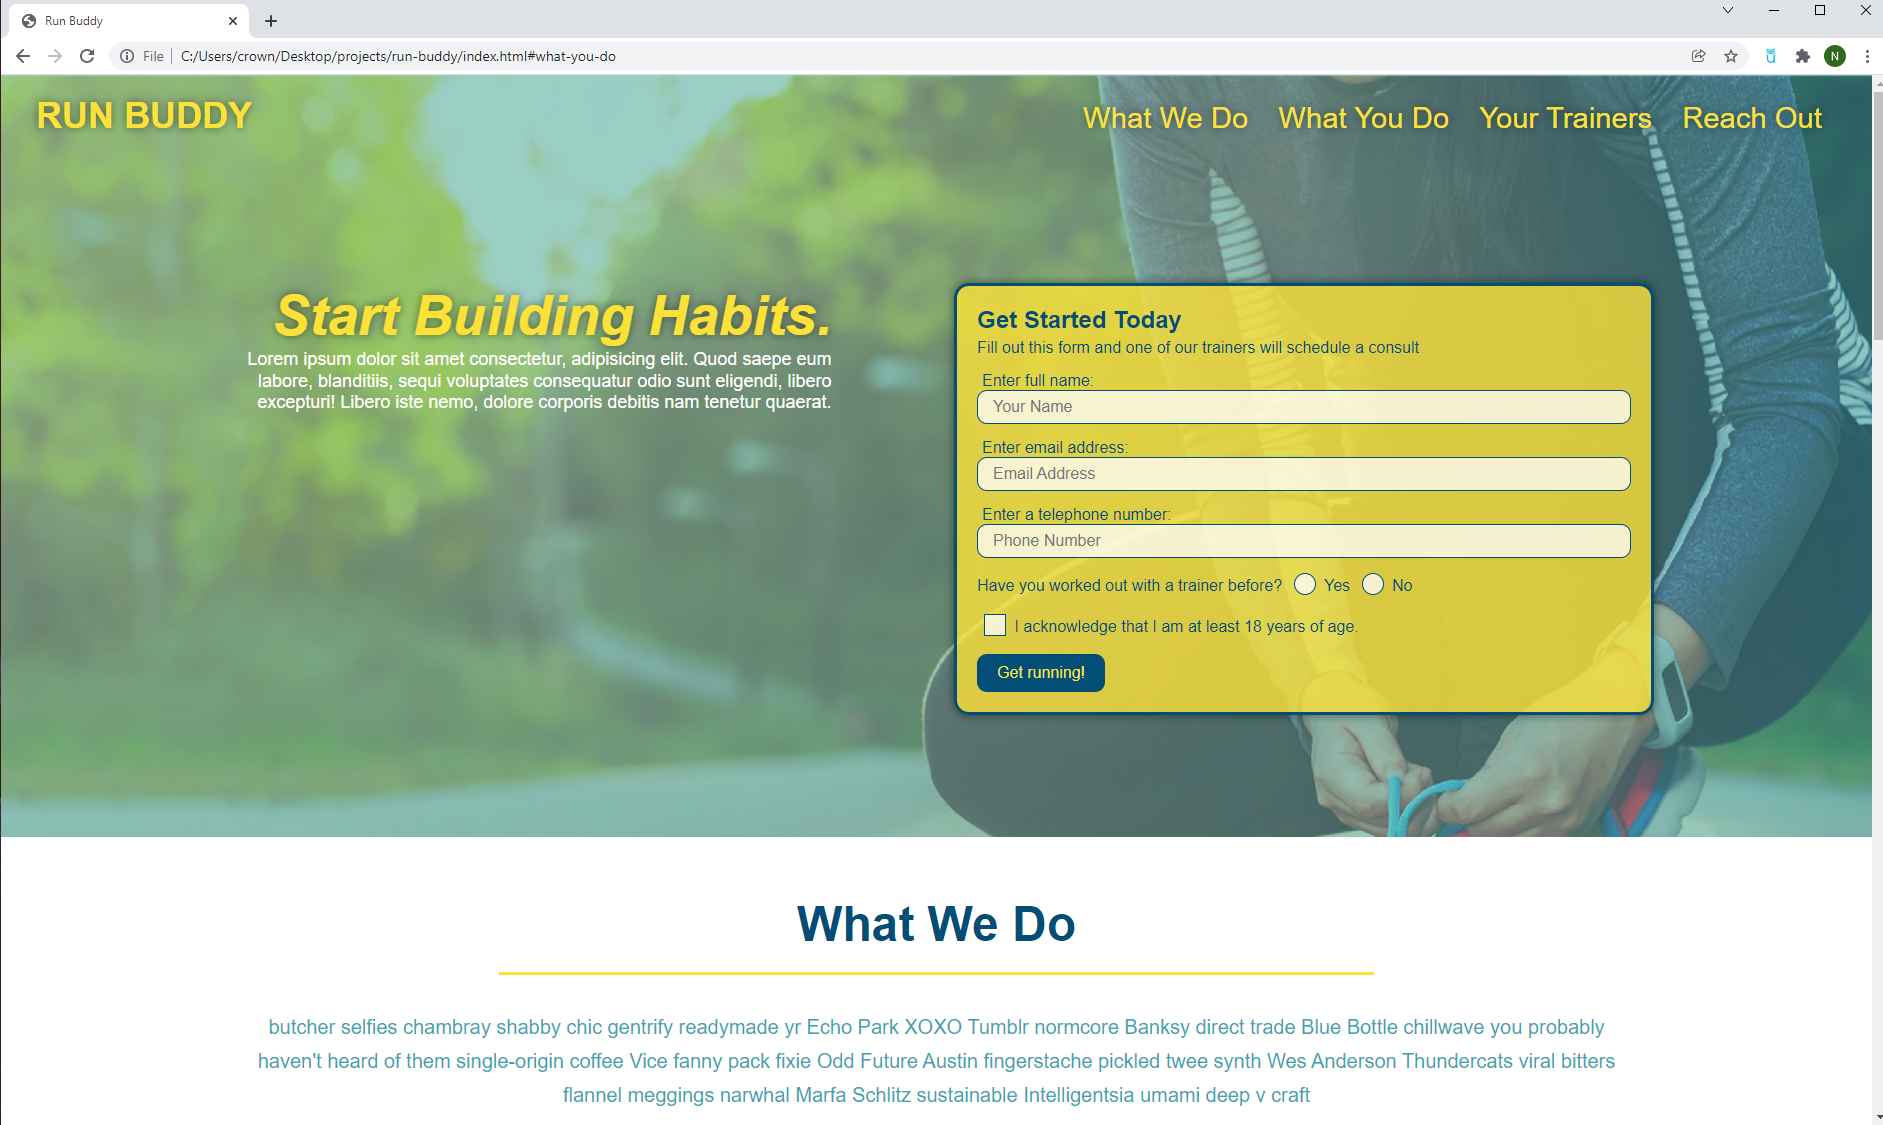 Run Buddy
File
C:/Users/crown/Desktop/projects/run-buddy/index.html#what-you-do
N
RUN BUDDY
What We Do
What You Do
Your Trainers
Reach Out
Start Building Habits.
Lorem ipsum dolor sit amet consectetur, adipisicing elit. Quod saepe eum
labore, blanditiis, sequi voluptates consequatur odio sunt eligendi, libero
excepturi! Libero iste nemo, dolore corporis debitis nam tenetur quaerat.
Get Started Today
Fill out this form and one of our trainers will schedule a consult
Enter full name:
Your Name
Enter email address:
Email Address
Enter a telephone number:
Phone Number
Have you worked out with a trainer before? Yes No
I acknowledge that I am at least 18 years of age.
Get running!
What We Do
butcher selfies chambray shabby chic gentrify readymade yr Echo Park XOXO Tumblr normcore Banksy direct trade Blue Bottle chillwave you probably
haven't heard of them single-origin coffee Vice fanny pack fixie Odd Future Austin fingerstache pickled twee synth Wes Anderson Thundercats viral bitters
flannel meggings narwhal Marfa Schlitz sustainable Intelligentsia umami deep v craft